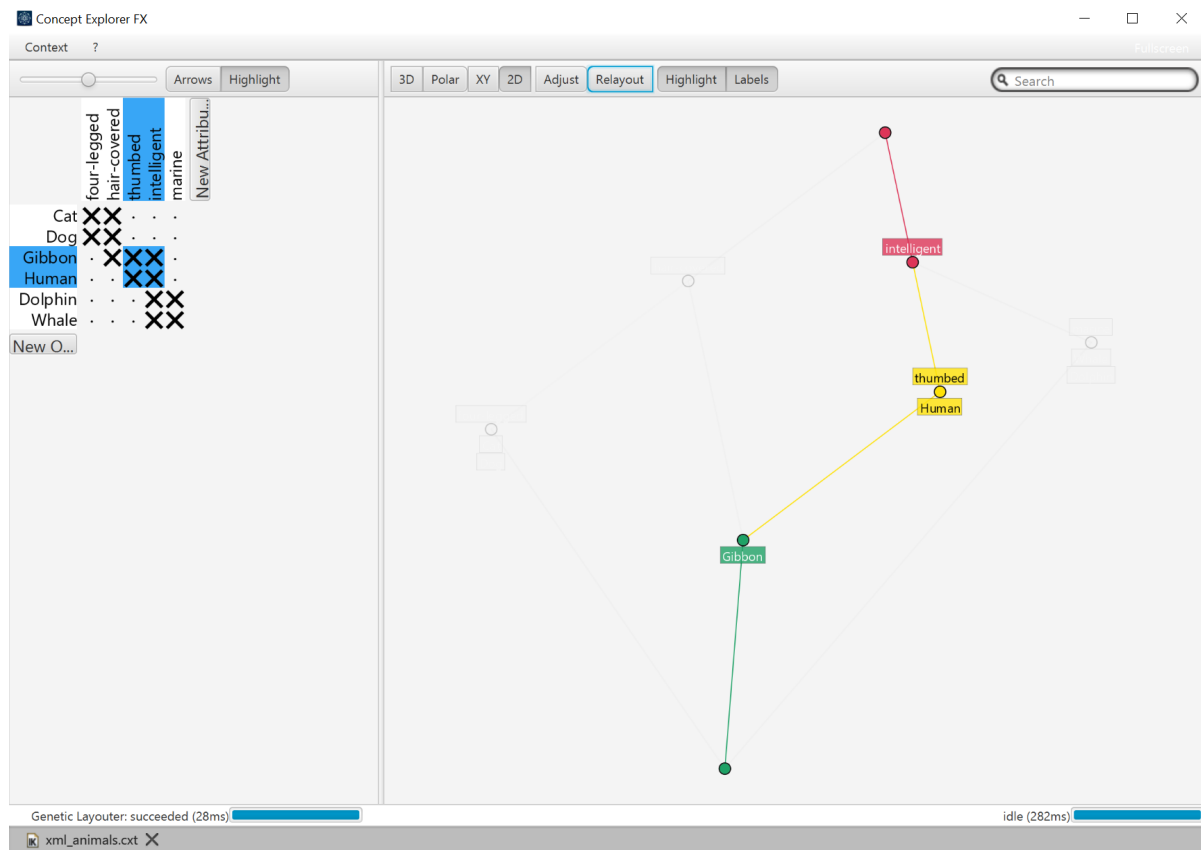 Concept Explorer FX
Context ? Fullscreen
Arrows Highlight 3D Polar XY 2D Adjust Relayout Highlight Labels Search
four-legged
hair-covered
thumbed
intelligent
marine
New Attribu...
Cat
Dog
Gibbon
Human
Dolphin
Whale
New O...
intelligent
thumbed
Human
Gibbon
Genetic Layouter: succeeded (28ms) idle (282ms)
xml_animals.cxt